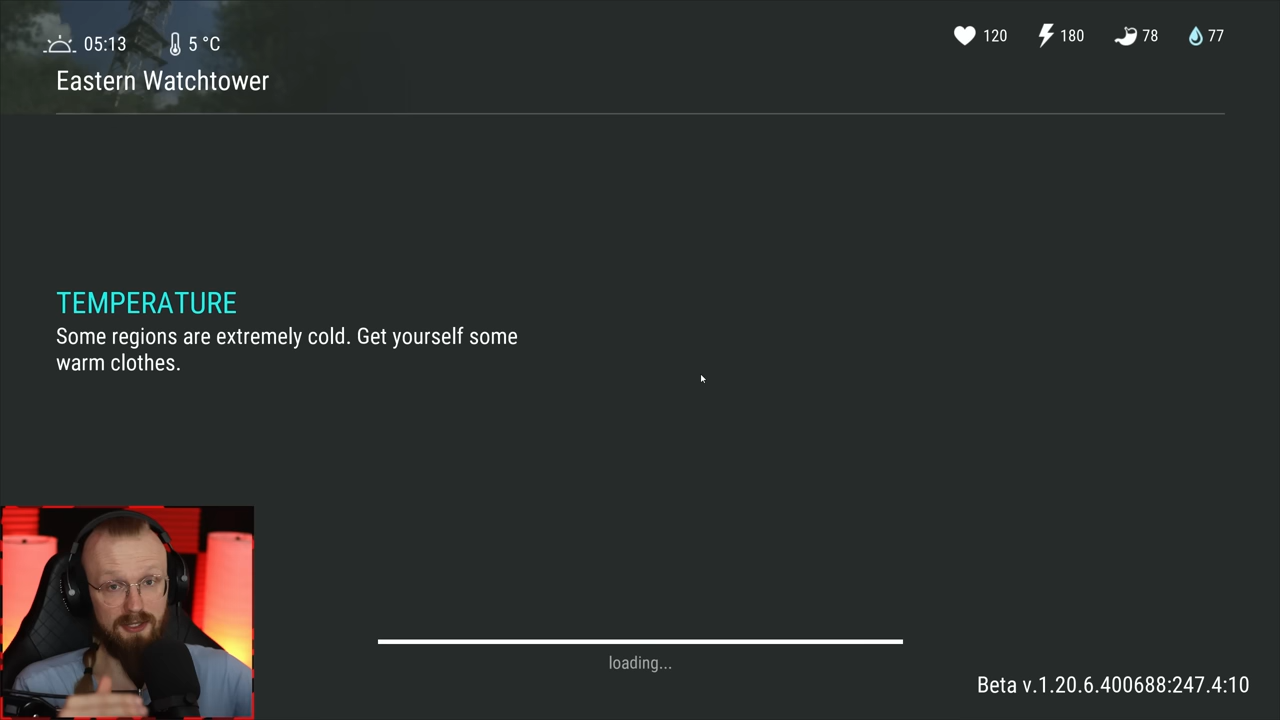 05:13 5 °C
120 180 78 77
Eastern Watchtower
TEMPERATURE
Some regions are extremely cold. Get yourself some
warm clothes.
loading...
Beta v.1.20.6.400688:247.4:10